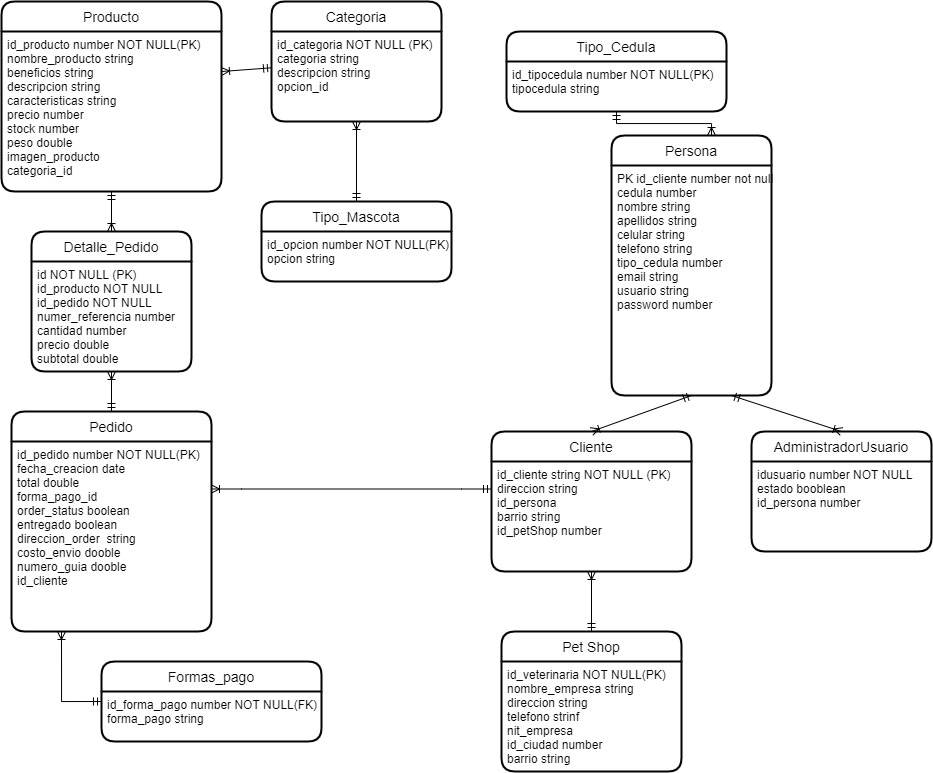 Producto
id_producto number NOT NULL(PK)
nombre_producto string
beneficios string
descripcion string
caracteristicas string
precio number
stock number
peso double
imagen_producto
categoria_id
Categoria
id_categoria NOT NULL (PK)
categoria string
descripcion string
opcion_id
Tipo_Cedula
id_tipocedula number NOT NULL(PK)
tipocedula string
Persona
PK id_cliente number not null
cedula number
nombre string
apellidos string
celular string
telefono string
tipo_cedula number
email string
usuario string
password number
Tipo_Mascota
id_opcion number NOT NULL(PK)
opcion string
Detalle_Pedido
id NOT NULL (PK)
id_producto NOT NULL
id_pedido NOT NULL
numer_referencia number
cantidad number
precio double
subtotal double
Pedido
id_pedido number NOT NULL(PK)
fecha_creacion date
total double
forma_pago_id
order_status boolean
entregado boolean
direccion_order  string
costo_envio dooble
numero_guia dooble
id_cliente
Cliente
id_cliente string NOT NULL (PK)
direccion string
id_persona
barrio string
id_petShop number
AdministradorUsuario
idusuario number NOT NULL
estado booblean
id_persona number
Formas_pago
id_forma_pago number NOT NULL(FK)
forma_pago string
Pet Shop
id_veterinaria NOT NULL(PK)
nombre_empresa string
direccion string
telefono strinf
nit_empresa
id_ciudad number
barrio string